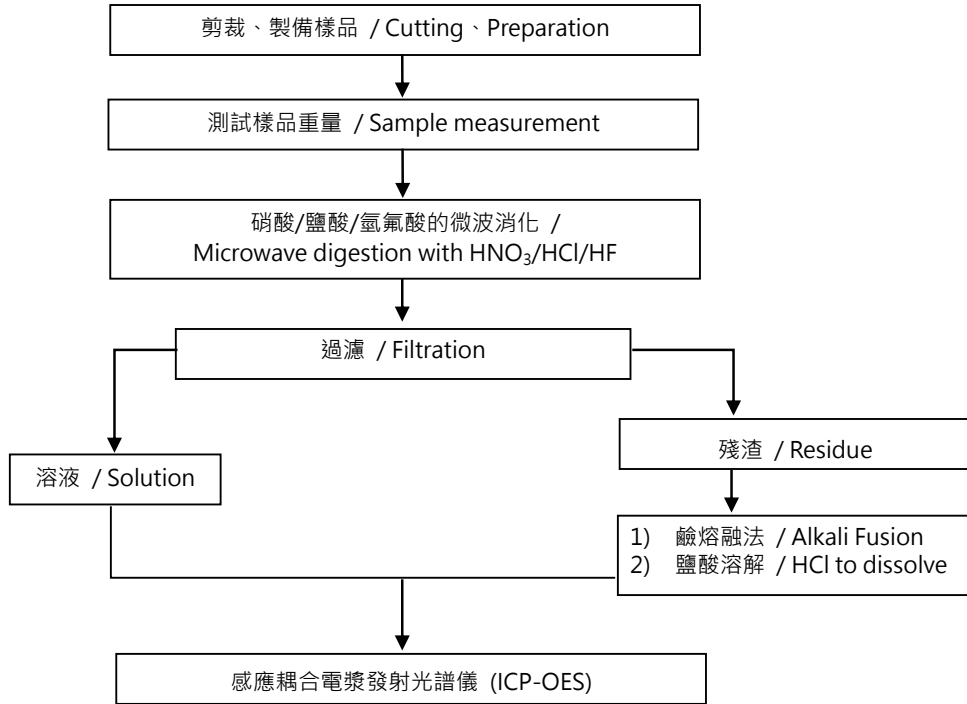 剪裁、製備樣品 / Cutting、Preparation
測試樣品重量 / Sample measurement
硝酸/鹽酸/氫氟酸的微波消化 /
Microwave digestion with HNO₃/HCl/HF
過濾 / Filtration
溶液 / Solution
殘渣 / Residue
1) 鹼熔融法 / Alkali Fusion
2) 鹽酸溶解 / HCl to dissolve
感應耦合電漿發射光譜儀 (ICP-OES)